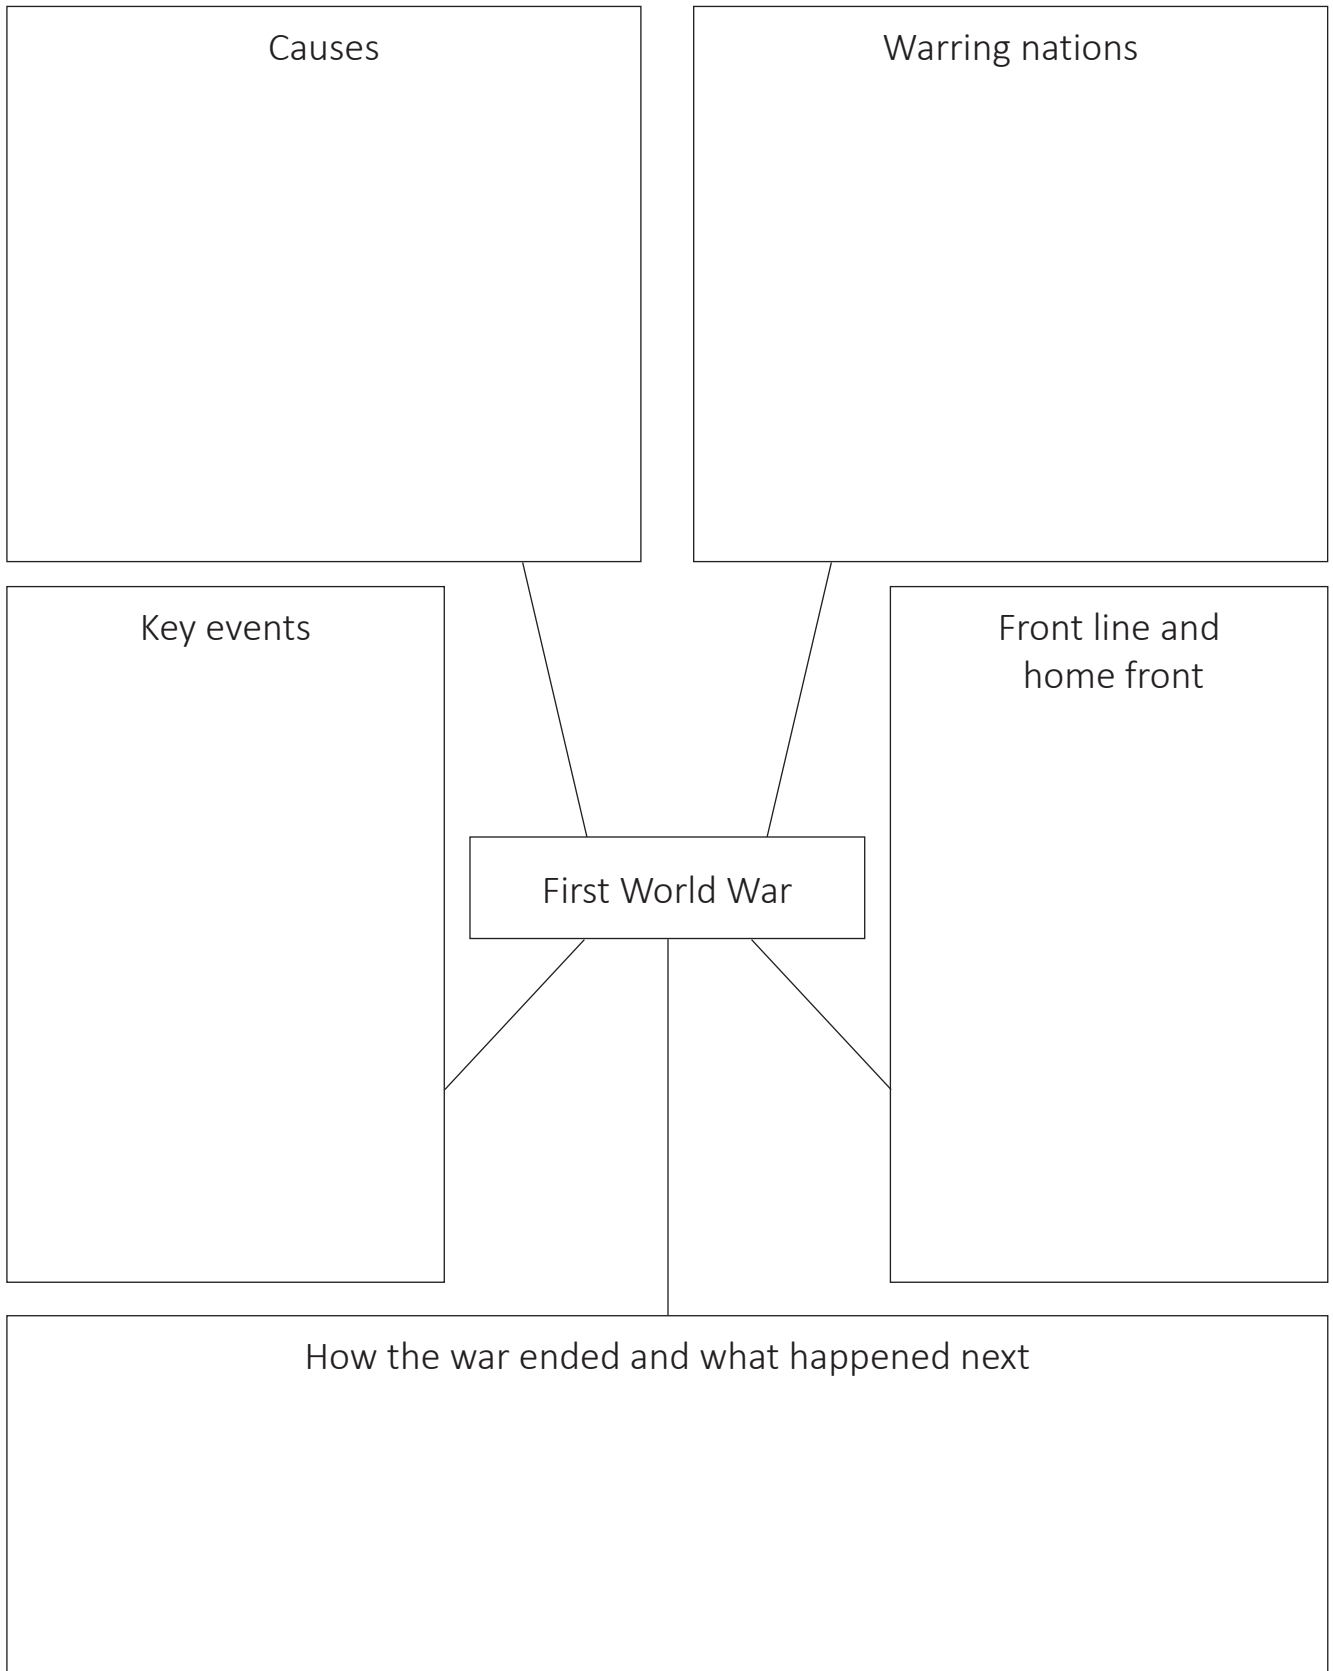 Causes
Warring nations
Key events
Front line and
home front
First World War
How the war ended and what happened next